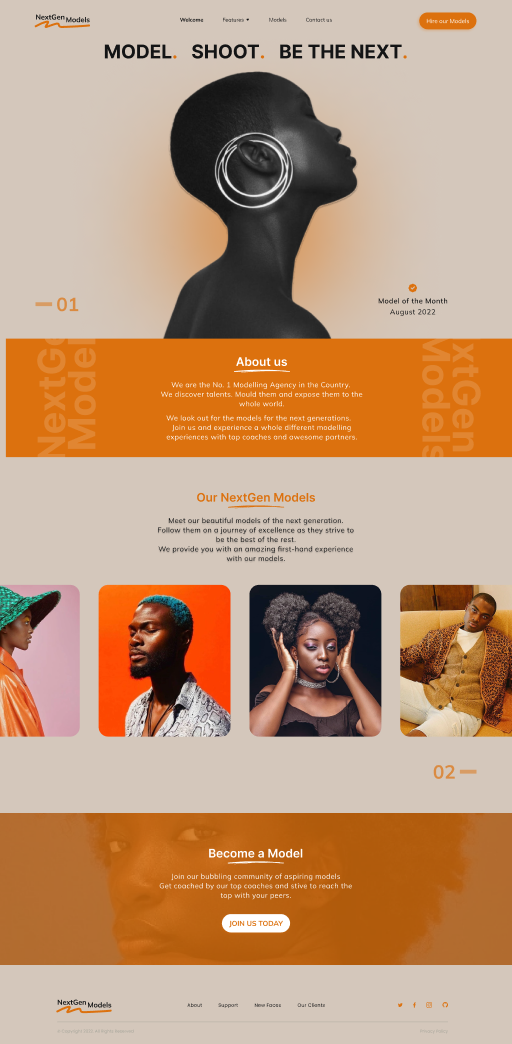 NextGen Models
Welcome
Features
Models
Contact us
Hire our Models
MODEL. SHOOT. BE THE NEXT.
01
Model of the Month
August 2022
NextGen
Models
About us
We are the No. 1 Modelling Agency in the Country.
We discover talents. Mould them and expose them to the
whole world.
We look out for the models for the next generations.
Join us and experience a whole different modelling
experiences with top coaches and awesome partners.
Our NextGen Models
Meet our beautiful models of the next generation.
Follow them on a journey of excellence as they strive to
be the best of the rest.
We provide you with an amazing first-hand experience
with our models.
02
Become a Model
Join our bubbling community of aspiring models
Get coached by our top coaches and stive to reach the
top with your peers.
JOIN US TODAY
NextGen Models
About
Support
New Faces
Our Clients
Privacy Policy